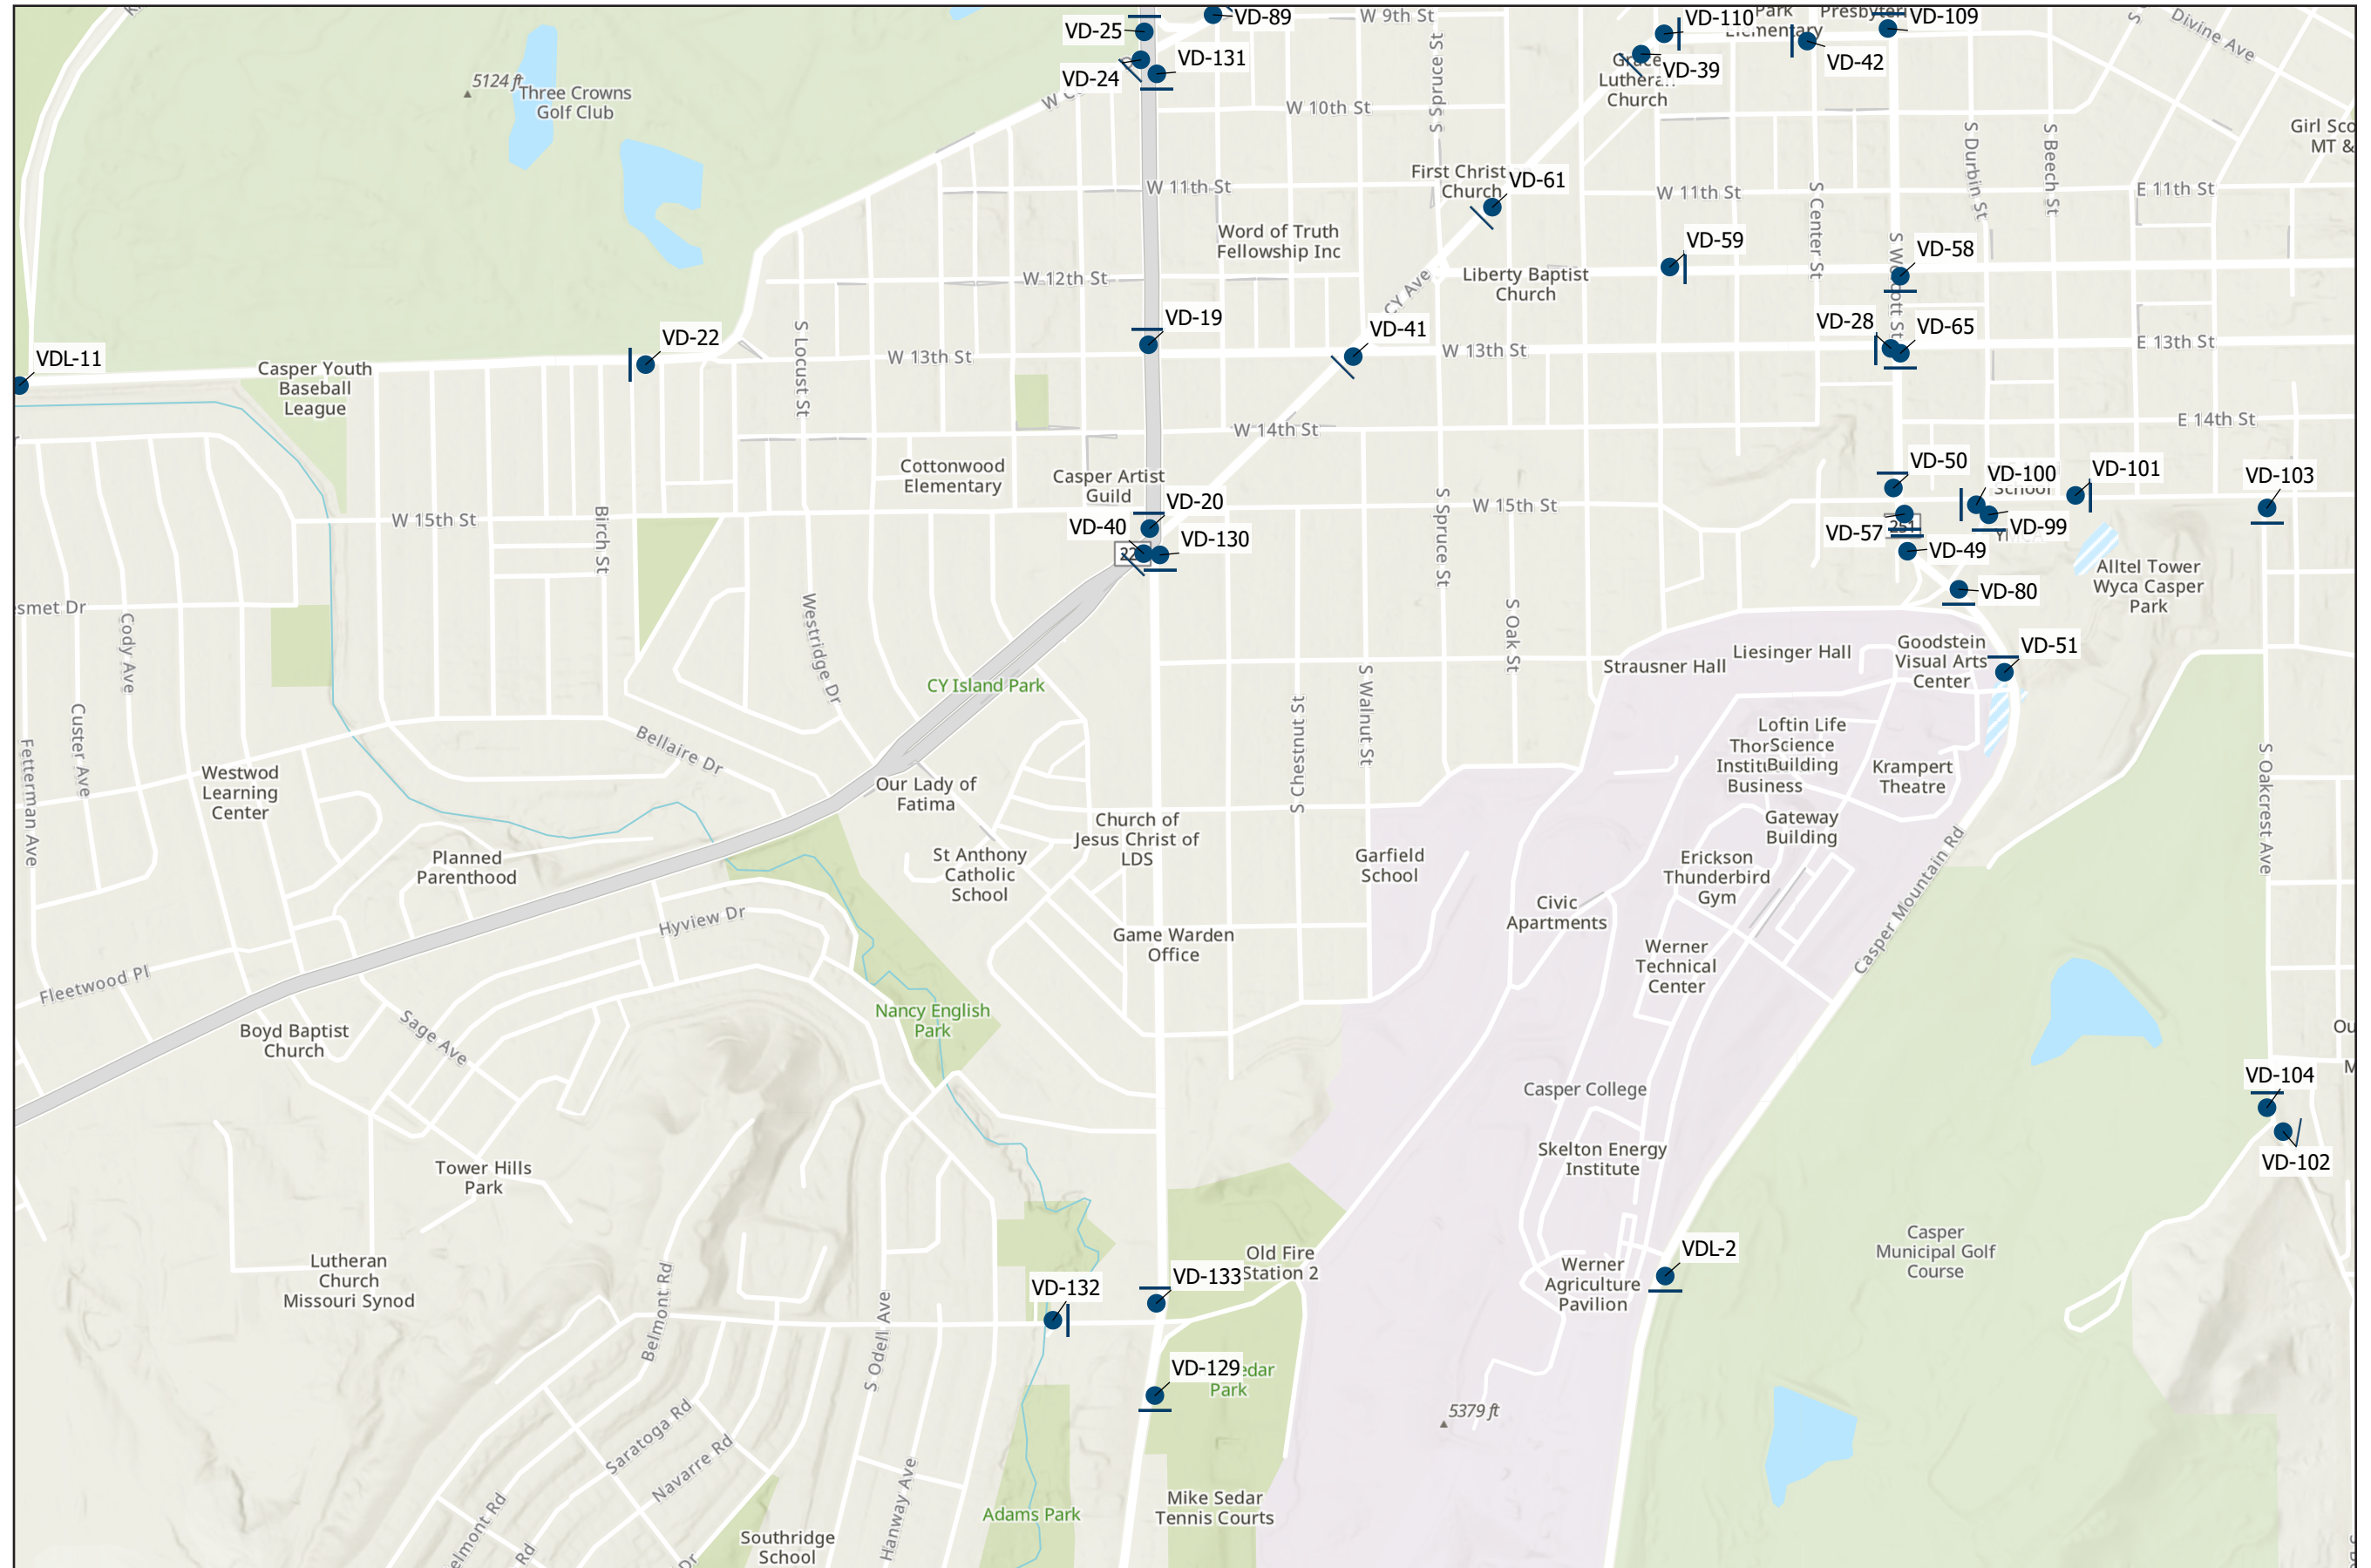 VD-89
W 9th St
VD-110
Park
Elementary
VD-109
Divine Ave
VD-25
VD-131
VD-24
VD-39
VD-42
5124 ft
Three Crowns
Golf Club
Lutheran
Church
W 10th St
S Spruce St
S Durbin St
S Beech St
W 11th St
First Christ
Church
VD-61
W 11th St
E 11th St
S Center St
Word of Truth
Fellowship Inc
VD-59
VD-58
W 12th St
Liberty Baptist
Church
CY Ave
VD-19
VD-41
VD-28
VD-65
VD-22
S Locust St
W 13th St
W 13th St
E 13th St
VDL-11
Casper Youth
Baseball
League
W 14th St
E 14th St
Cottonwood
Elementary
Casper Artist
Guild
VD-50
VD-100
School
VD-101
VD-103
VD-20
W 15th St
W 15th St
Birch St
S Spruce St
VD-40
VD-130
VD-57
251
VD-99
VD-49
VD-80
Alltel Tower
Wyca Casper
Park
Cody Ave
Westridge Dr
S Oak St
VD-51
Strausner Hall
Liesinger Hall
Goodstein
Visual Arts
Center
CY Island Park
Custer Ave
Fetterman Ave
Bellaire Dr
S Chestnut St
S Walnut St
Loftin Life
Science
Building
Business
Krampert
Theatre
S Oakcrest Ave
Westwod
Learning
Center
Our Lady of
Fatima
Church of
Jesus Christ of
LDS
Gateway
Building
Planned
Parenthood
St Anthony
Catholic
School
Garfield
School
Erickson
Thunderbird
Gym
Casper Mountain Rd
Civic
Apartments
Hyview Dr
Game Warden
Office
Werner
Technical
Center
Fleetwood Pl
Sage Ave
Boyd Baptist
Church
Nancy English
Park
Casper College
VD-104
VD-102
Skelton Energy
Institute
Tower Hills
Park
Lutheran
Church
Missouri Synod
Belmont Rd
S Odell Ave
VD-132
VD-133
Old Fire
Station 2
VDL-2
Werner
Agriculture
Pavilion
Casper
Municipal Golf
Course
VD-129
Park
5379 ft
Saratoga Rd
Navarre Rd
Hanway Ave
Adams Park
Mike Sedar
Tennis Courts
Southridge
School
Rd
Dr